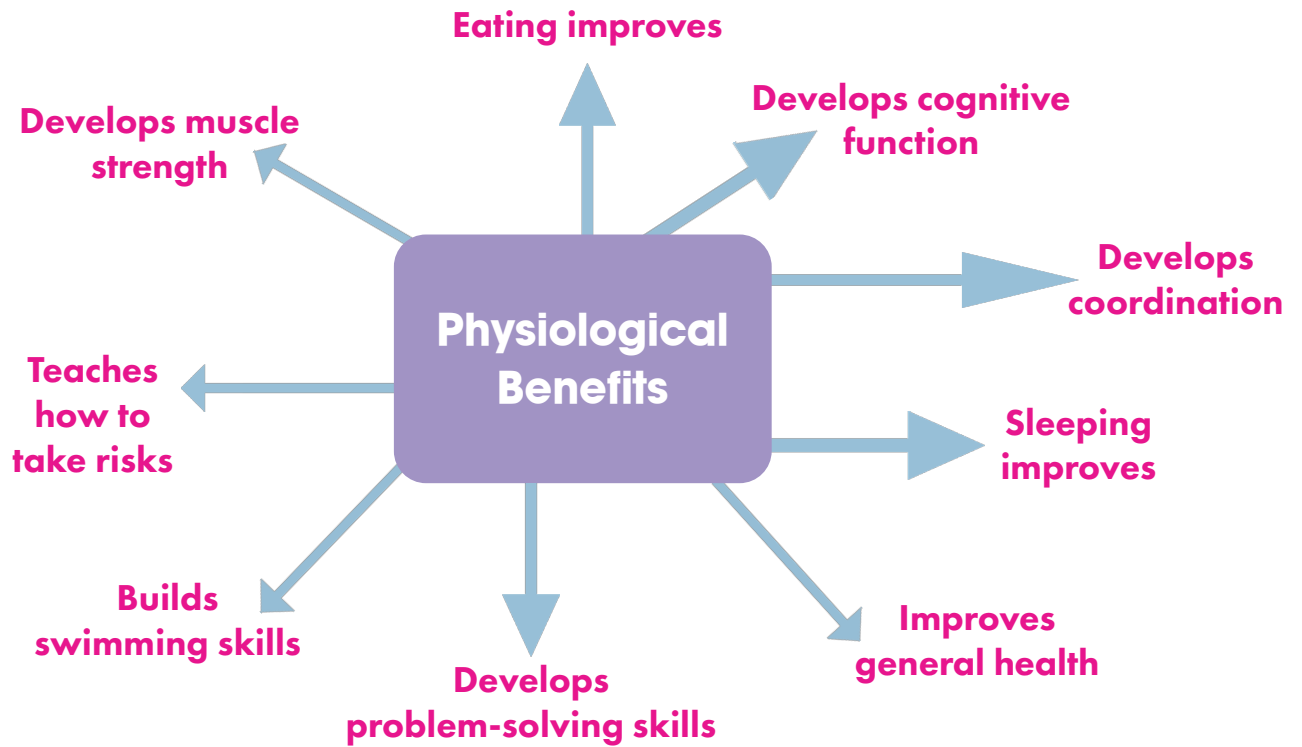 Eating improves
Develops cognitive
function
Develops muscle
strength
Develops
coordination
Physiological
Benefits
Teaches
how to
take risks
Sleeping
improves
Builds
swimming skills
Improves
general health
Develops
problem-solving skills